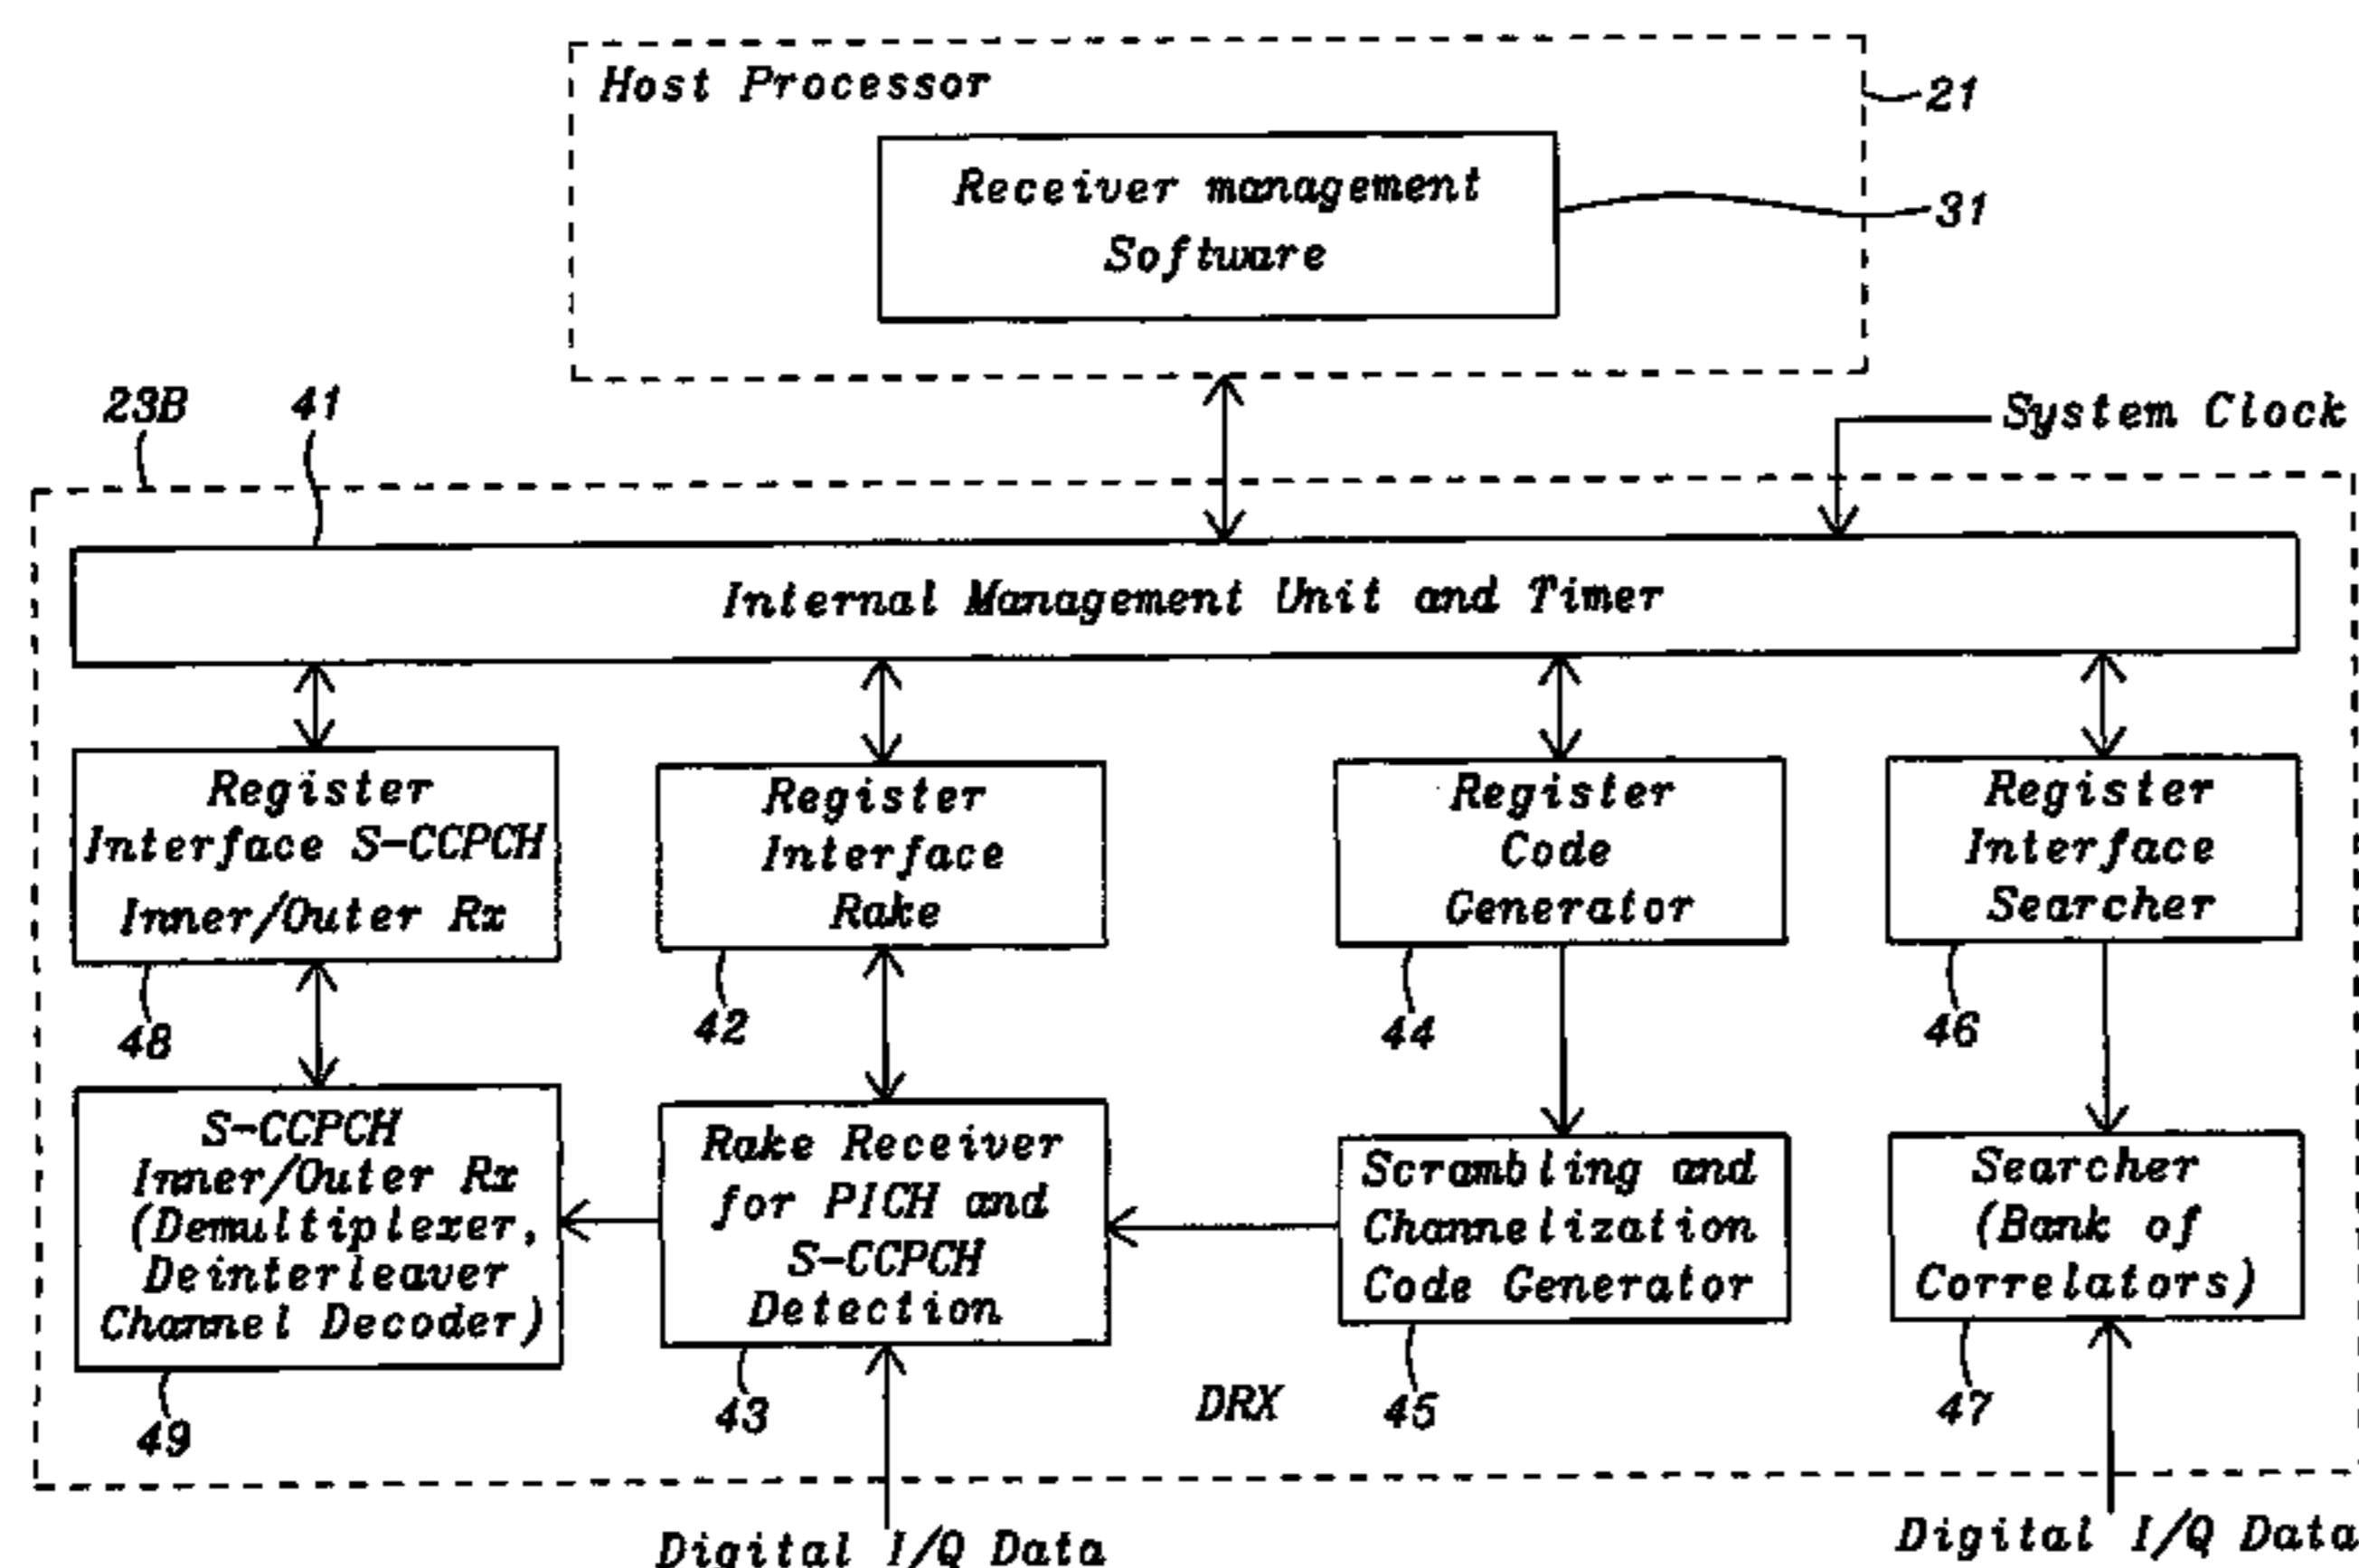 Host Processor
21
Receiver management
Software
31
23B
41
System Clock
Internal Management Unit and Timer
Register
Interface S-CCPCH
Inner/Outer Rx
48
Register
Interface
Rake
42
Register
Code
Generator
44
Register
Interface
Searcher
46
S-CCPCH
Inner/Outer Rx
(Demultiplexer,
Deinterleaver
Channel Decoder)
49
Rake Receiver
for PICH and
S-CCPCH
Detection
43
Scrambling and
Channelization
Code Generator
45
Searcher
(Bank of
Correlators)
47
DRX
Digital I/Q Data
Digital I/Q Data